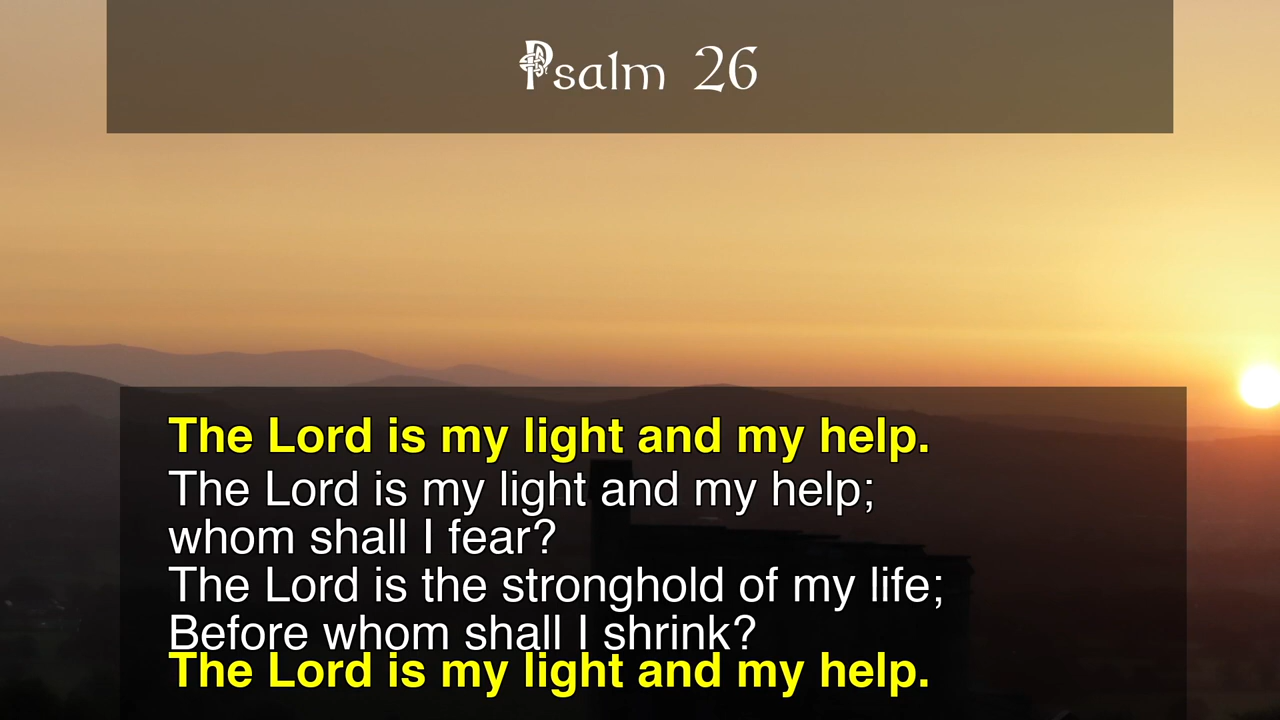 Psalm 26
The Lord is my light and my help.
The Lord is my light and my help;
whom shall I fear?
The Lord is the stronghold of my life;
Before whom shall I shrink?
The Lord is my light and my help.